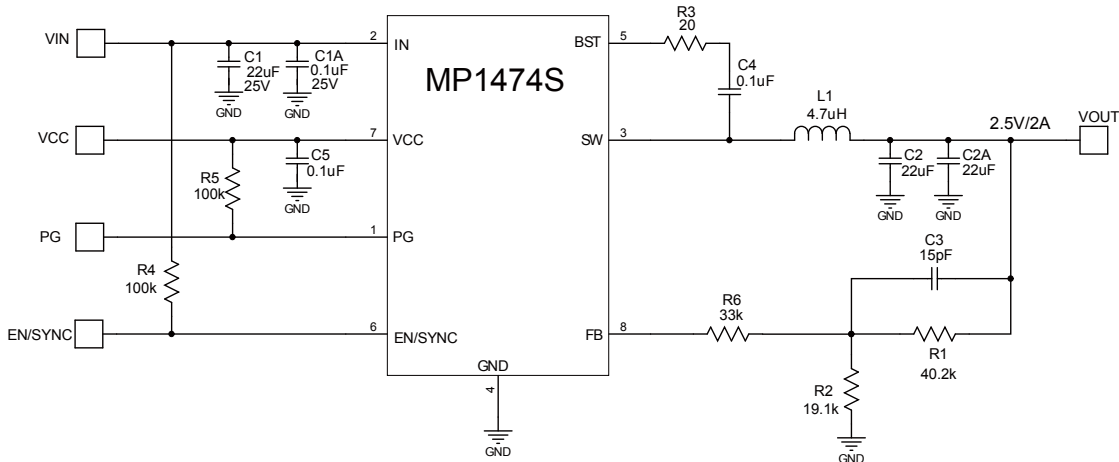 VIN
2
IN
C1
22uF
25V
GND
C1A
0.1uF
25V
GND
MP1474S
BST
5
R3
20
C4
0.1uF
VCC
7
VCC
C5
0.1uF
GND
R5
100k
SW
3
L1
4.7uH
2.5V/2A
VOUT
C2
22uF
GND
C2A
22uF
GND
PG
1
PG
R4
100k
C3
15pF
EN/SYNC
6
EN/SYNC
FB
8
R6
33k
R1
40.2k
R2
19.1k
GND
GND
4
GND